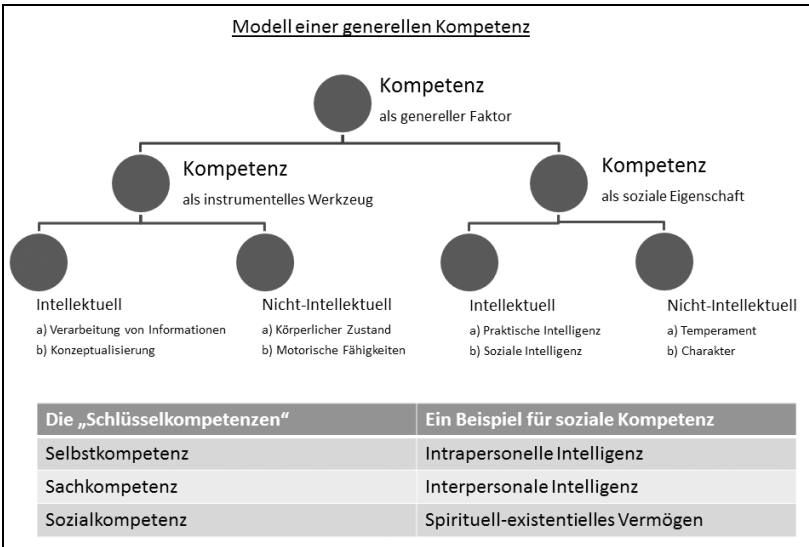 Modell einer generellen Kompetenz
Kompetenz
als genereller Faktor
Kompetenz
als instrumentelles Werkzeug
Kompetenz
als soziale Eigenschaft
Intellektuell
a) Verarbeitung von Informationen
b) Konzeptualisierung
Nicht-Intellektuell
a) Körperlicher Zustand
b) Motorische Fähigkeiten
Intellektuell
a) Praktische Intelligenz
b) Soziale Intelligenz
Nicht-Intellektuell
a) Temperament
b) Charakter
Die „Schlüsselkompetenzen“ Ein Beispiel für soziale Kompetenz
Selbstkompetenz Intrapersonelle Intelligenz
Sachkompetenz Interpersonale Intelligenz
Sozialkompetenz Spirituell-existentielles Vermögen